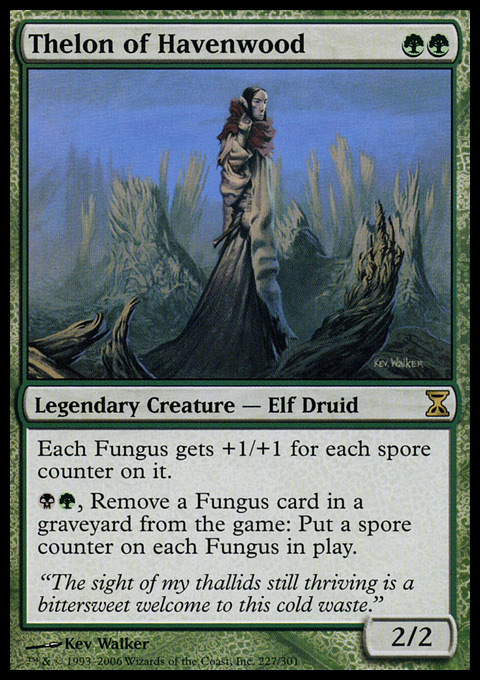 Thelon of Havenwood
KEV. WALKER
Legendary Creature — Elf Druid
Each Fungus gets +1/+1 for each spore
counter on it.
, Remove a Fungus card in a
graveyard from the game: Put a spore
counter on each Fungus in play.
“The sight of my thallids still thriving is a
bittersweet welcome to this cold waste.”
Kev Walker
2/2
™ & © 1993–2006 Wizards of the Coast, Inc. 227/301